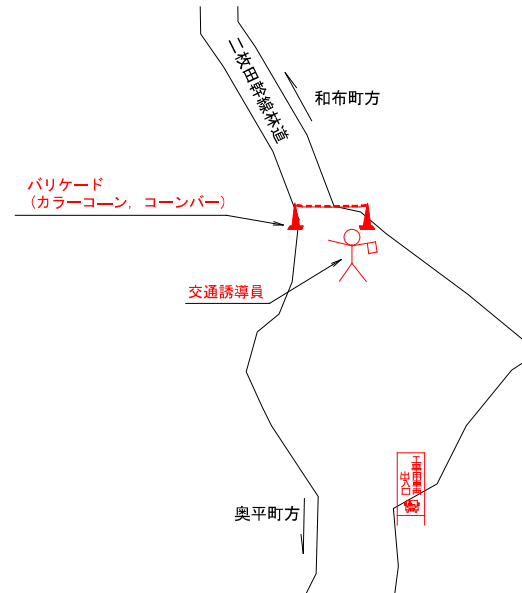 二枚田幹線林道
和布町方
バリケード
（カラーコーン，コーンバー）
交通誘導員
工事用車両
出入口
奥平町方